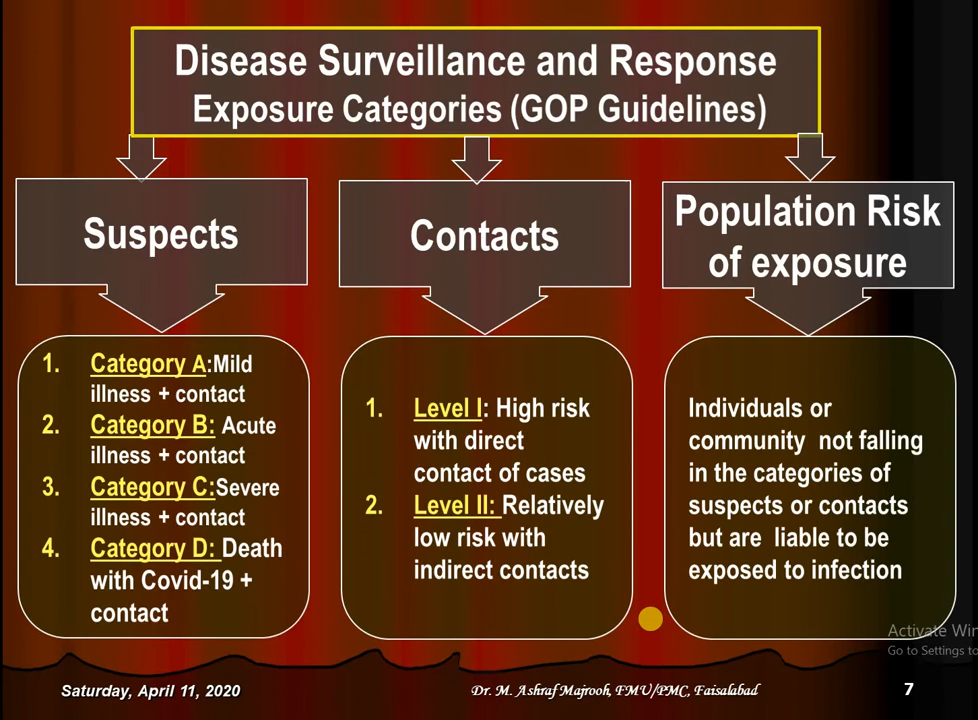 Disease Surveillance and Response
Exposure Categories (GOP Guidelines)
Suspects
Contacts
Population Risk
of exposure
1. Category A:Mild
illness + contact
2. Category B: Acute
illness + contact
3. Category C:Severe
illness + contact
4. Category D: Death
with Covid-19 +
contact
1. Level I: High risk
with direct
contact of cases
2. Level II: Relatively
low risk with
indirect contacts
Individuals or
community not falling
in the categories of
suspects or contacts
but are liable to be
exposed to infection
Activate Win
Go to Settings to
Saturday, April 11, 2020
Dr. M. Ashraf Majrooh, FMU/PMC, Faisalabad
7